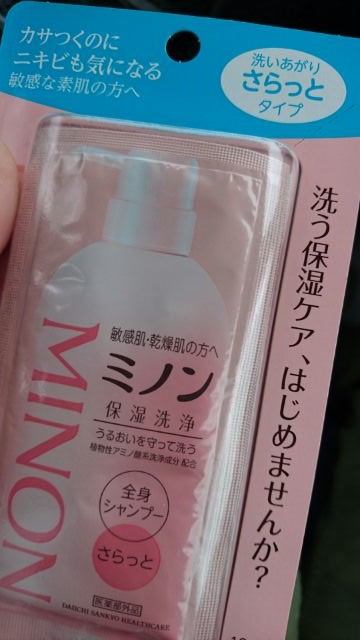 カサつくのに
ニキビも気になる
敏感な素肌の方へ
洗いあがり
さらっと
タイプ
洗う保湿ケア、はじめませんか?
敏感肌・乾燥肌の方へ
ミノン
保湿洗浄
うるおいを守って洗う
植物性アミノ酸系洗浄成分 配合
全身
シャンプー
さらっと
医薬部外品
DAIICHI SANKYO HEALTHCARE
MINON